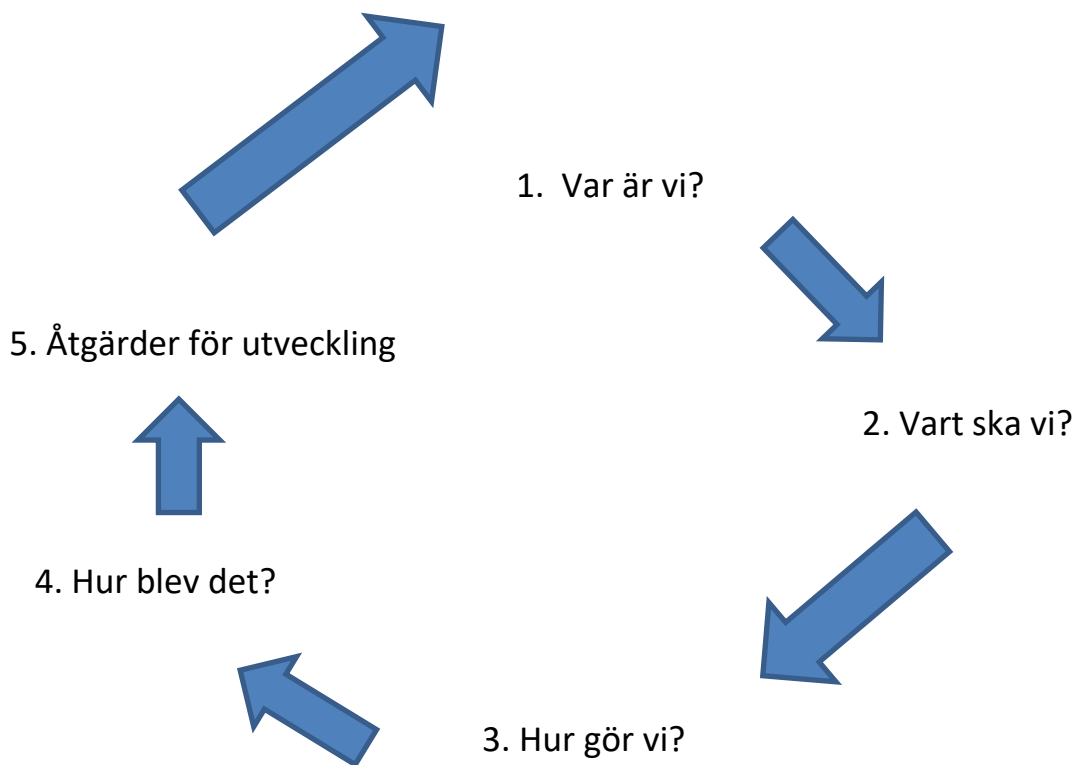 1. Var är vi?
2. Vart ska vi?
3. Hur gör vi?
4. Hur blev det?
5. Åtgärder för utveckling